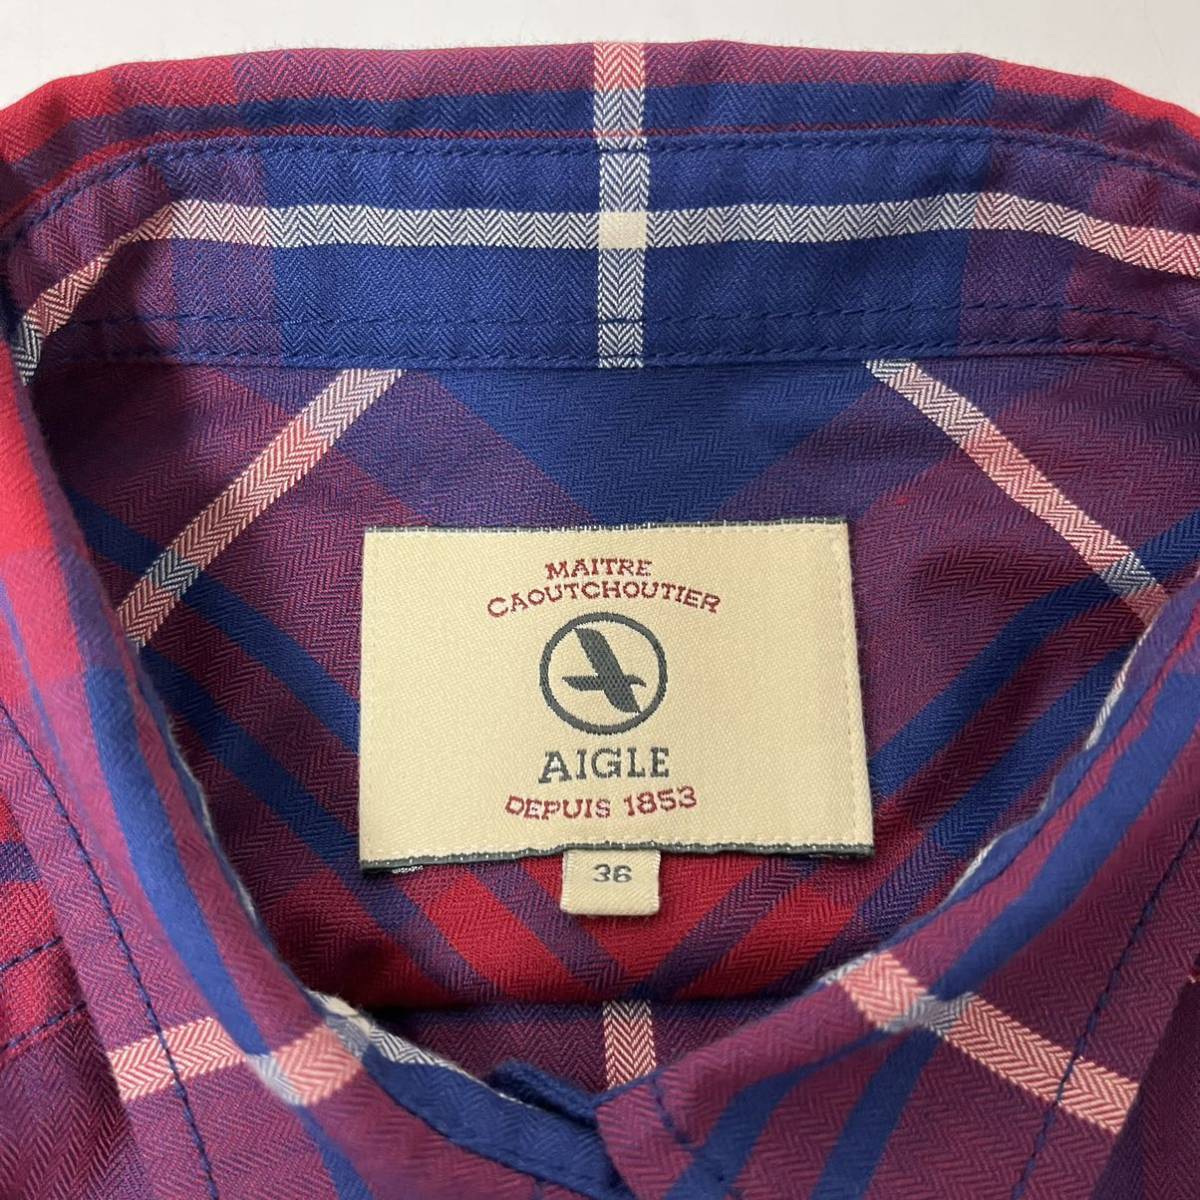 MAITRE
CAOUTCHOUTIER
AIGLE
DEPUIS 1853
36